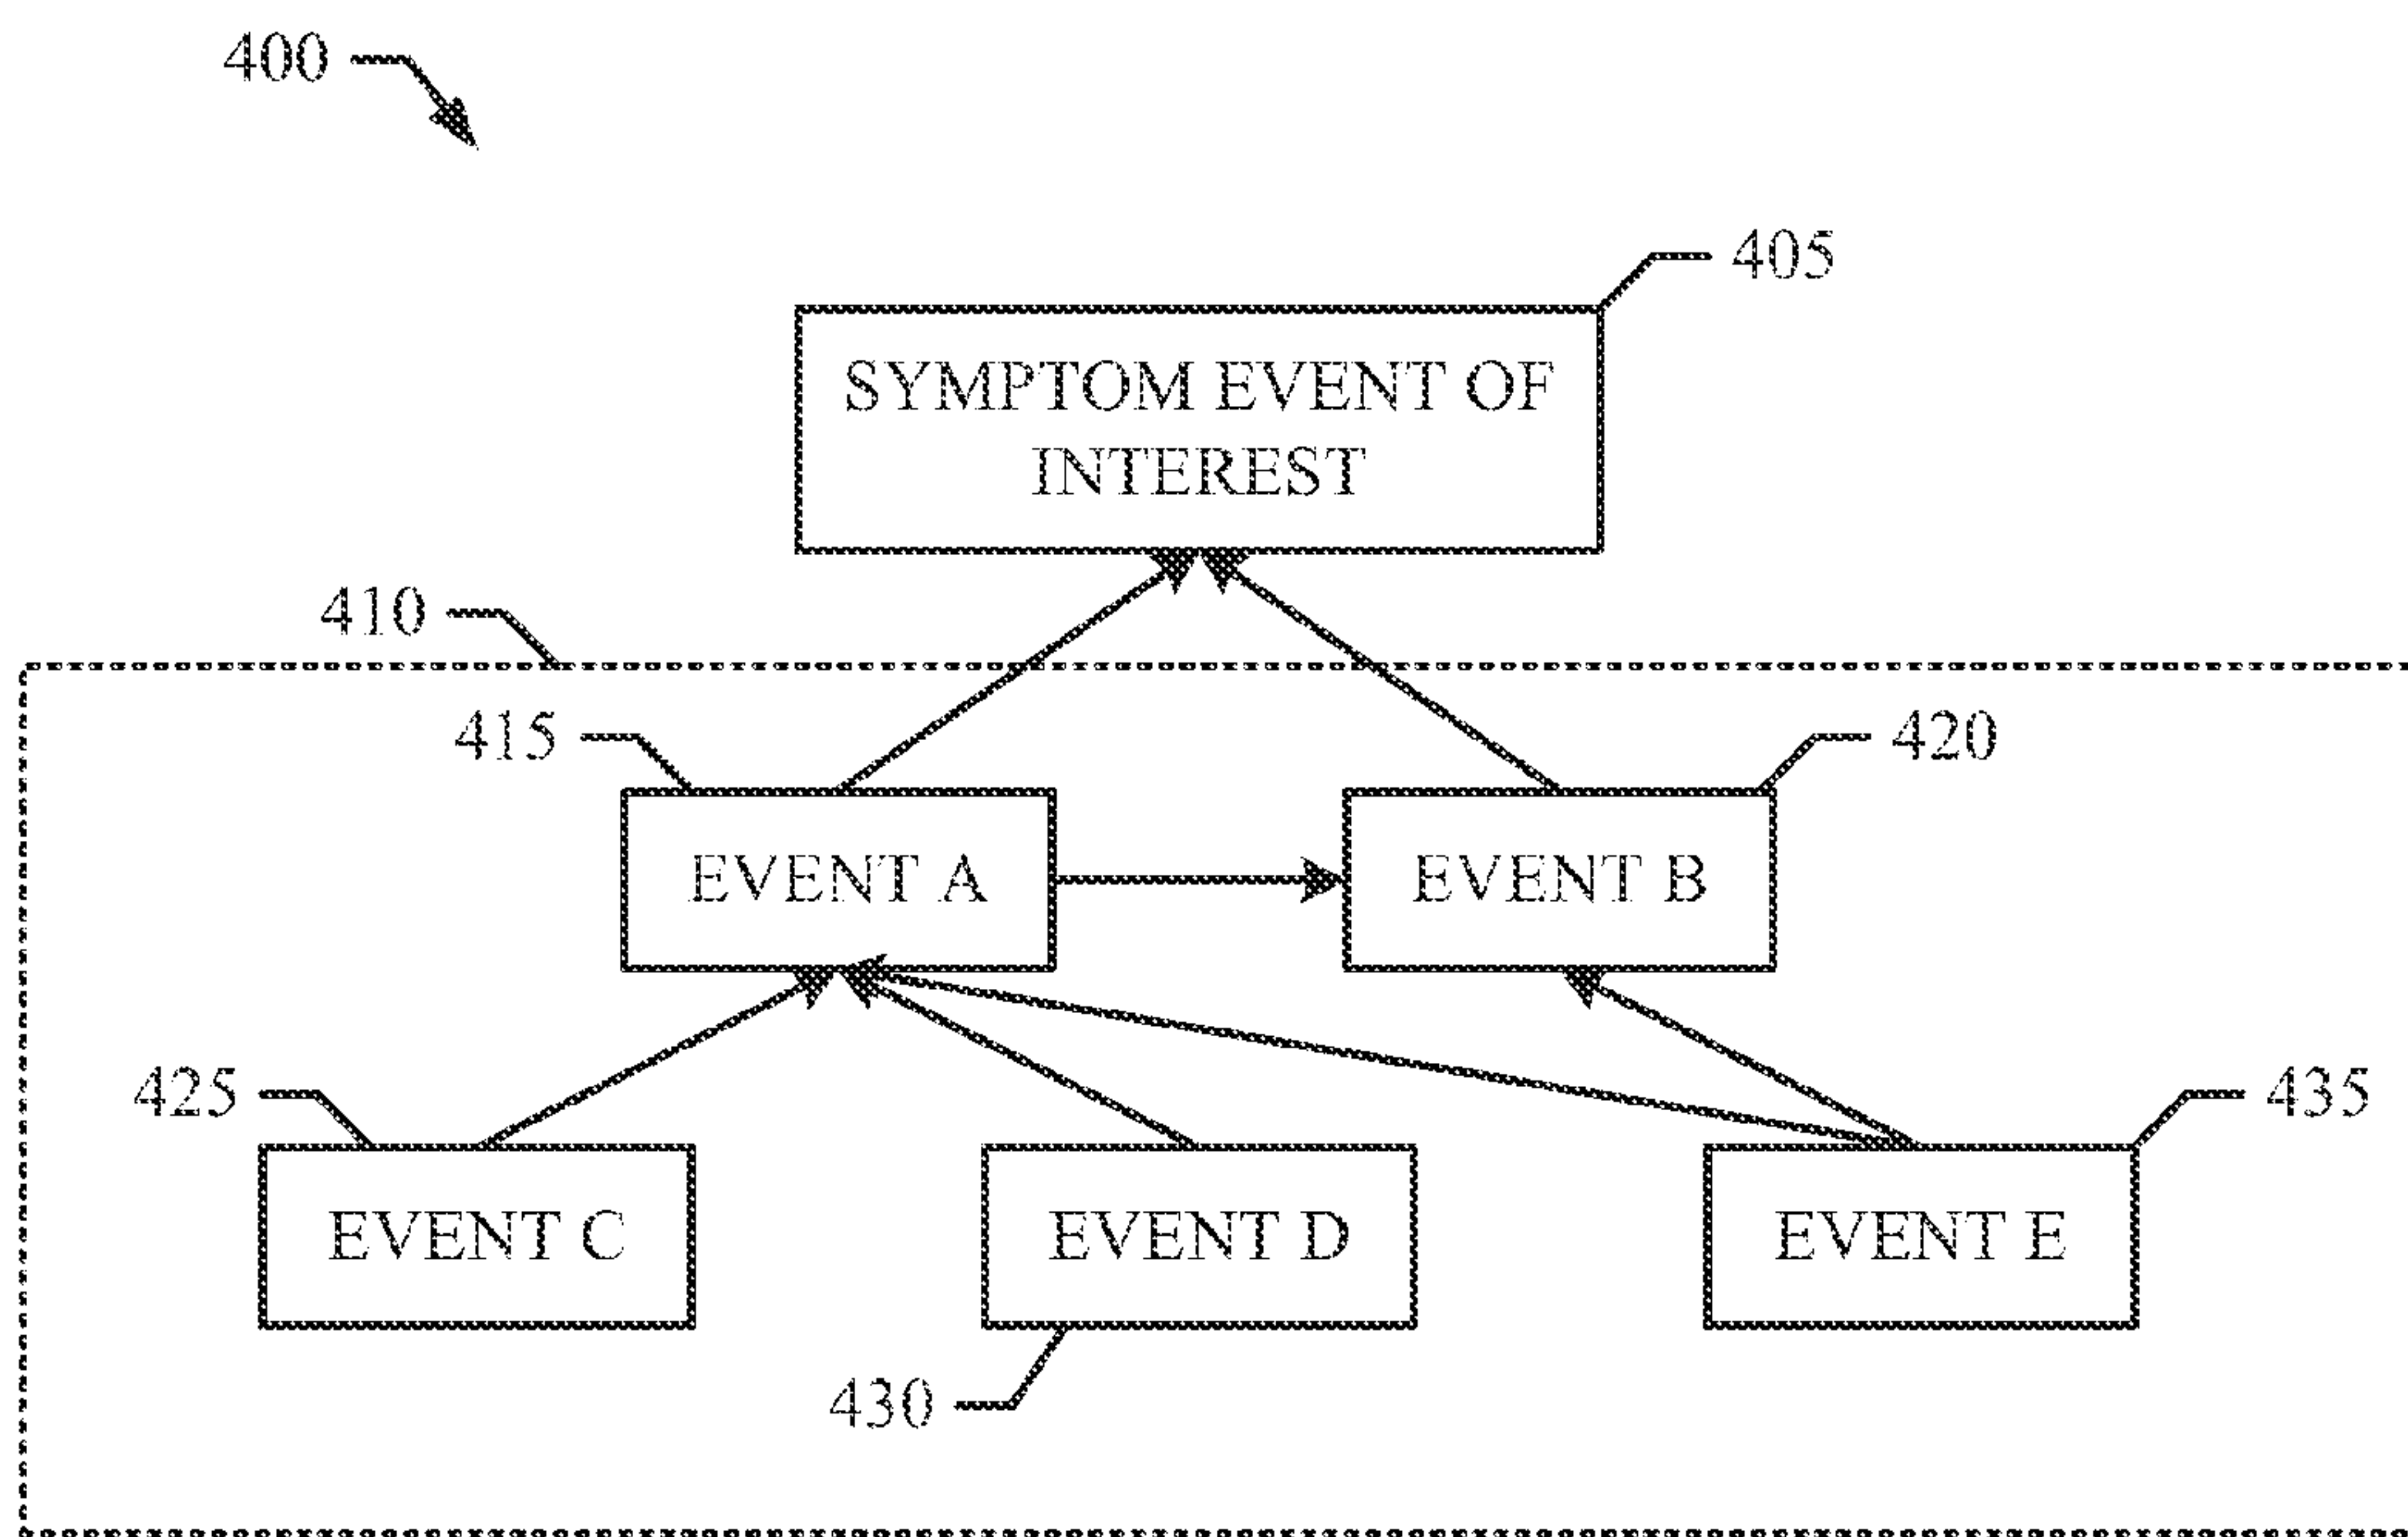 400
405
SYMPTOM EVENT OF
INTEREST
410
415
420
EVENT A
EVENT B
425
435
EVENT C
EVENT D
EVENT E
430